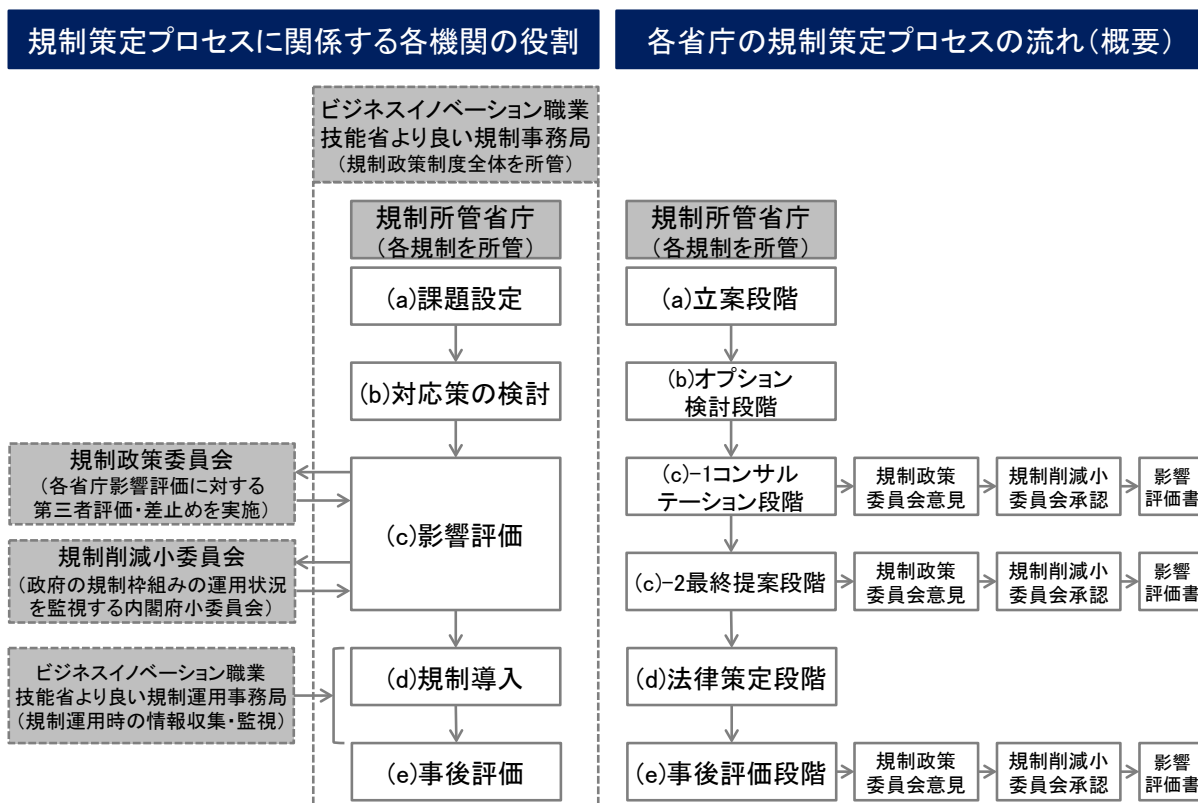 規制策定プロセスに関係する各機関の役割
ビジネスイノベーション職業
技能省より良い規制事務局
(規制政策制度全体を所管)
規制所管省庁
(各規制を所管)
(a)課題設定
(b)対応策の検討
規制政策委員会
(各省庁影響評価に対する
第三者評価・差止めを実施)
規制削減小委員会
(政府の規制枠組みの運用状況
を監視する内閣府小委員会)
(c)影響評価
ビジネスイノベーション職業
技能省より良い規制運用事務局
(規制運用時の情報収集・監視)
(d)規制導入
(e)事後評価
各省庁の規制策定プロセスの流れ(概要)
規制所管省庁
(各規制を所管)
(a)立案段階
(b)オプション
検討段階
(c)-1コンサル
テーション段階
規制政策
委員会意見
規制削減小
委員会承認
影響
評価書
(c)-2最終提案段階
規制政策
委員会意見
規制削減小
委員会承認
影響
評価書
(d)法律策定段階
(e)事後評価段階
規制政策
委員会意見
規制削減小
委員会承認
影響
評価書